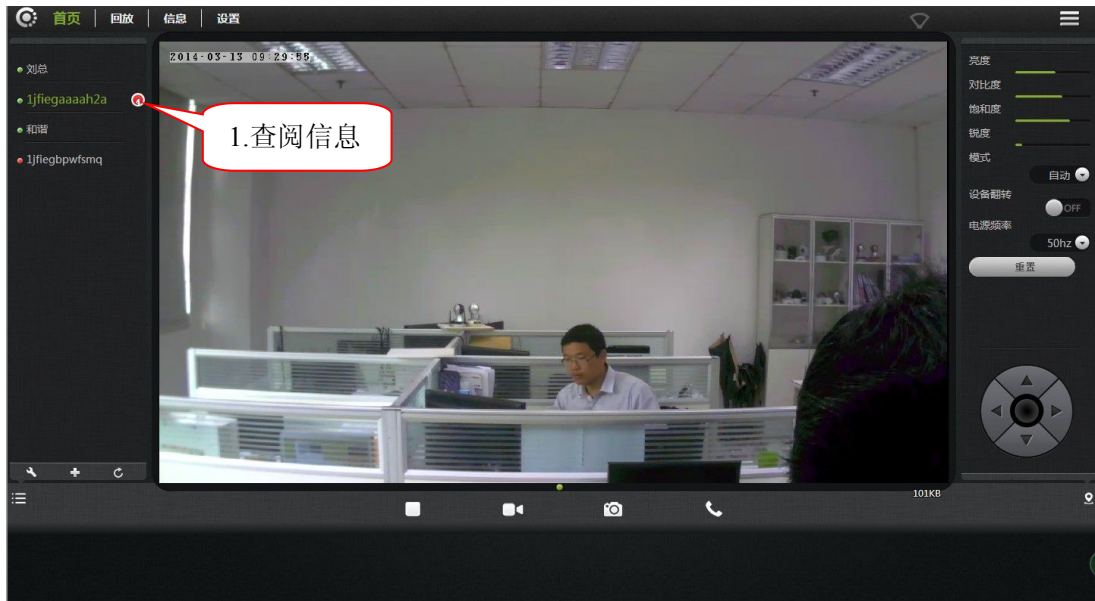 首页 回放 信息 设置
2014-03-13 09:29:55
刘总
1jfiegaaaah2a
和谐
1jfiegbpwfsmq
1.查阅信息
亮度
对比度
饱和度
锐度
模式
自动
设备翻转
OFF
电源频率
50hz
重置
101KB